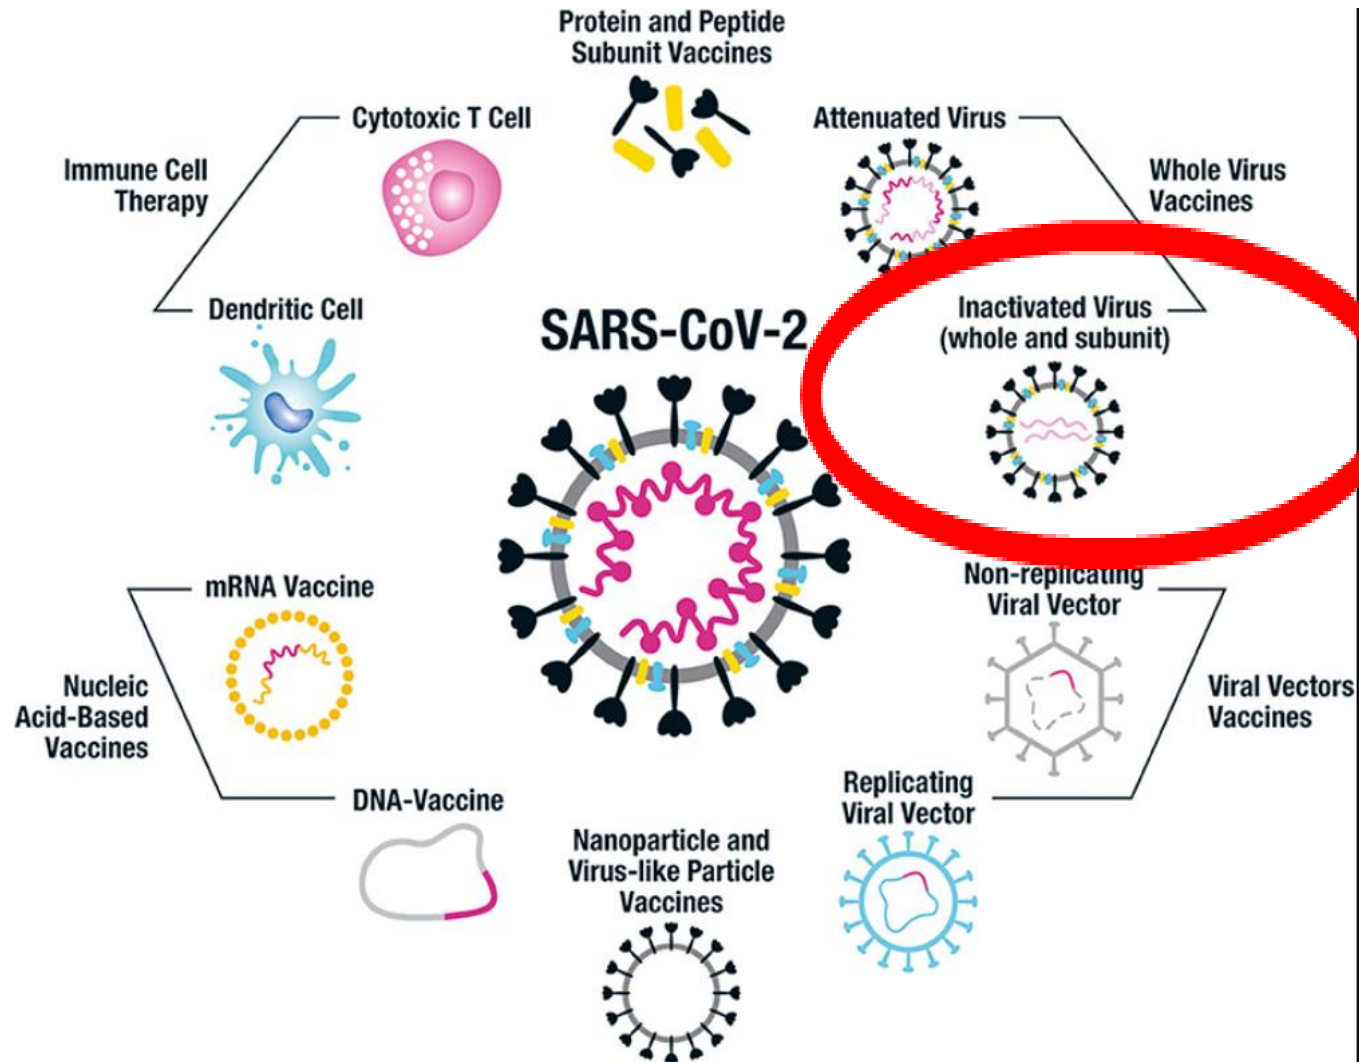 Protein and Peptide
Subunit Vaccines
Cytotoxic T Cell
Attenuated Virus
Immune Cell
Therapy
Whole Virus
Vaccines
Dendritic Cell
Inactivated Virus
(whole and subunit)
SARS-CoV-2
mRNA Vaccine
Non-replicating
Viral Vector
Nucleic
Acid-Based
Vaccines
Viral Vectors
Vaccines
DNA-Vaccine
Replicating
Viral Vector
Nanoparticle and
Virus-like Particle
Vaccines